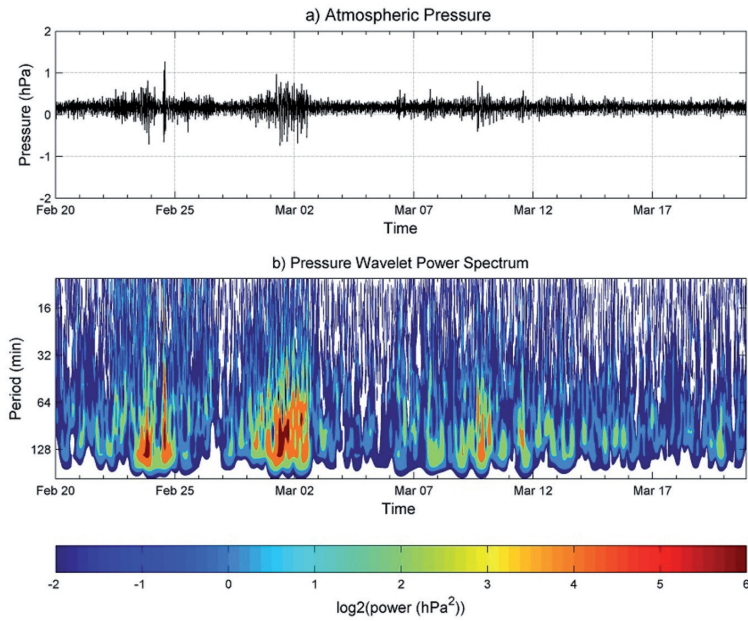 a) Atmospheric Pressure
2
1
0
-1
-2
Pressure (hPa)
Feb 20 Feb 25 Mar 02 Mar 07 Mar 12 Mar 17
Time
b) Pressure Wavelet Power Spectrum
16
32
64
128
Period (min)
Feb 20 Feb 25 Mar 02 Mar 07 Mar 12 Mar 17
Time
-2 -1 0 1 2 3 4 5 6
log2(power (hPa²))